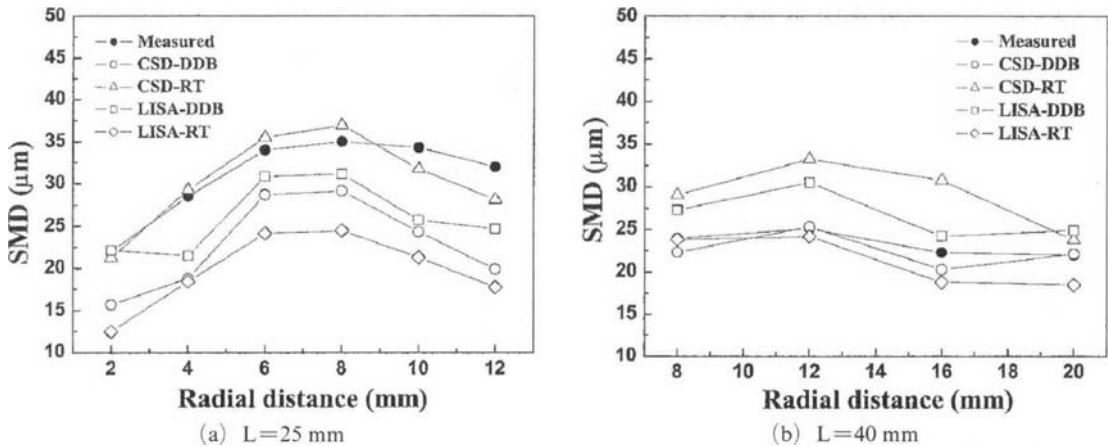 50
45
40
35
30
25
20
15
10
SMD (μm)
Measured
CSD-DDB
CSD-RT
LISA-DDB
LISA-RT
2 4 6 8 10 12
Radial distance (mm)
(a) L=25 mm
50
45
40
35
30
25
20
15
10
SMD (μm)
Measured
CSD-DDB
CSD-RT
LISA-DDB
LISA-RT
8 10 12 14 16 18 20
Radial distance (mm)
(b) L=40 mm